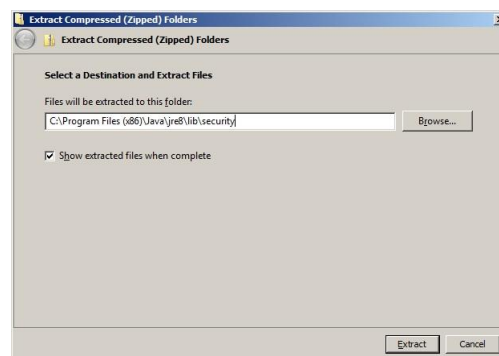 Extract Compressed (Zipped) Folders
Extract Compressed (Zipped) Folders
Select a Destination and Extract Files
Files will be extracted to this folder:
C:\Program Files (x86)\Java\jre8\lib\security
Browse...
Show extracted files when complete
Extract
Cancel